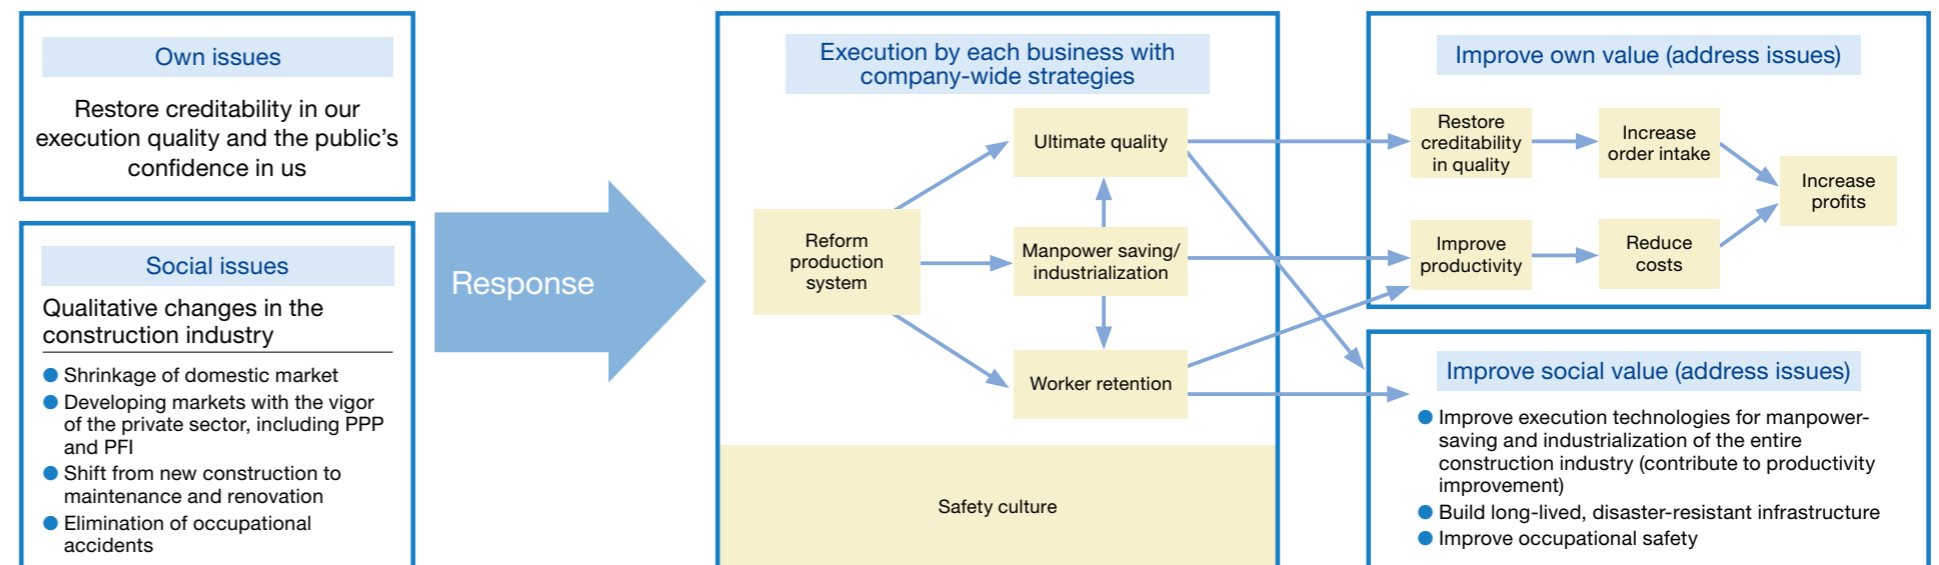 Own issues
Restore creditability in our
execution quality and the public's
confidence in us
Social issues
Qualitative changes in the
construction industry
● Shrinkage of domestic market
● Developing markets with the vigor
of the private sector, including PPP
and PFI
● Shift from new construction to
maintenance and renovation
● Elimination of occupational
accidents
Response
Execution by each business with
company-wide strategies
Reform
production
system
Ultimate quality
Manpower saving/
industrialization
Worker retention
Safety culture
Improve own value (address issues)
Restore
creditability
in quality
Increase
order intake
Improve
productivity
Reduce
costs
Increase
profits
Improve social value (address issues)
● Improve execution technologies for manpower-
saving and industrialization of the entire
construction industry (contribute to productivity
improvement)
● Build long-lived, disaster-resistant infrastructure
● Improve occupational safety